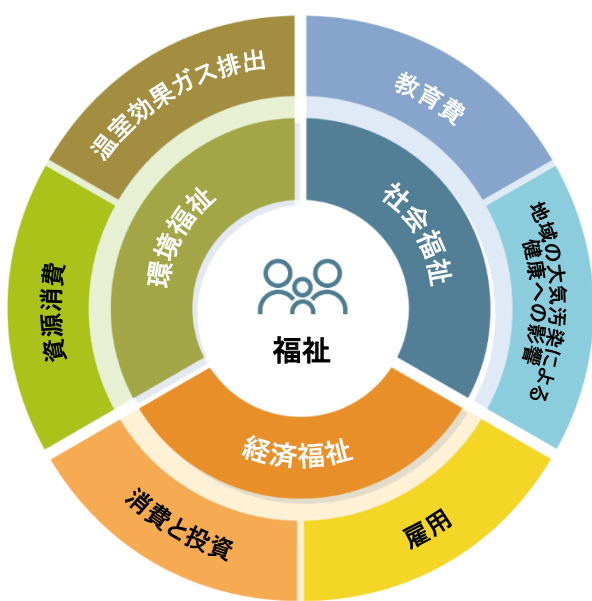 温室効果ガス排出
教育費
地域の大気汚染による
健康への影響
雇用
消費と投資
資源消費
環境福祉
社会福祉
経済福祉
福祉